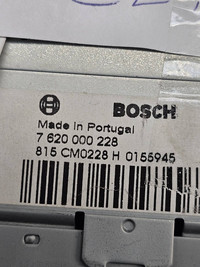 BOSCH
Made in Portugal
7 620 000 228
815 CM0228 H 0155945